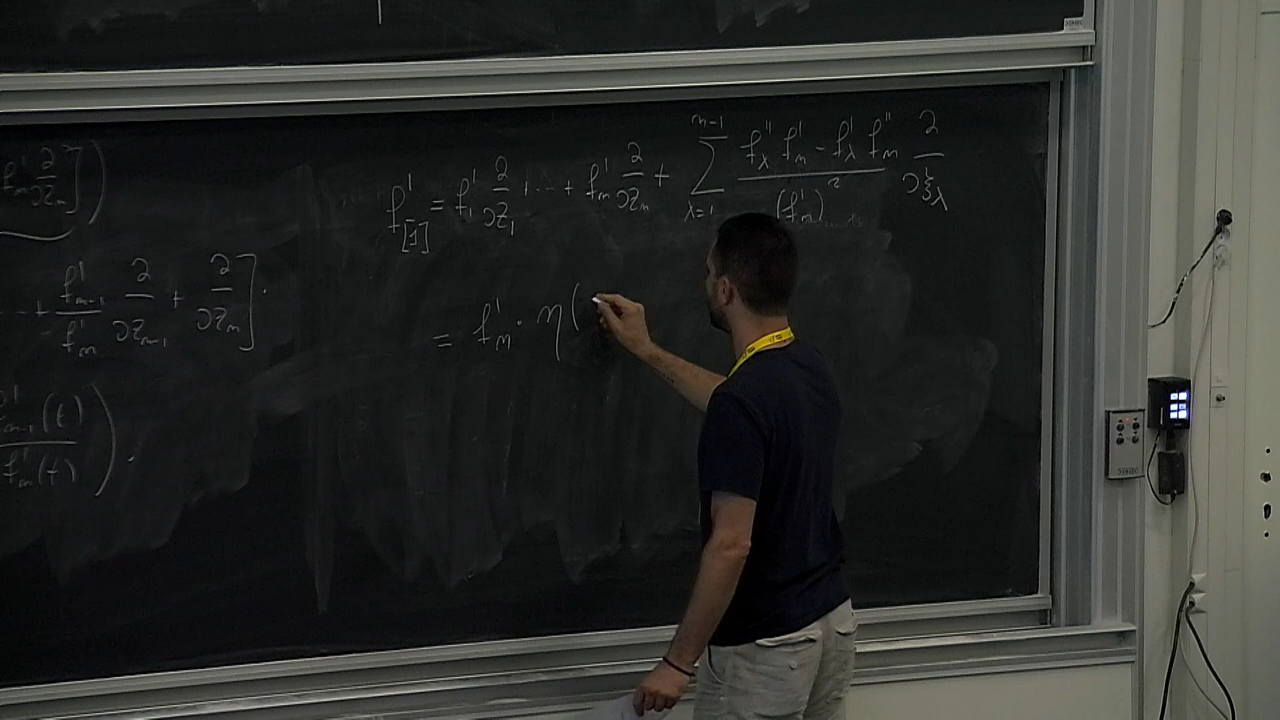 f'_{[1]} = f'_1 ∂/∂z_1 + ··· + f'_m ∂/∂z_m + ∑_{λ=1}^{m-1} (f''_λ f'_m − f'_λ f''_m)/(f'_m)^2 ∂/∂ξ_λ
= f'_m · η(
f'_m ∂/∂z_m ])
··· + f'_{m-1}/f'_m ∂/∂z_{m-1} + ∂/∂z_m ].
f'_{m-1}(t)/f'_m(t) ).